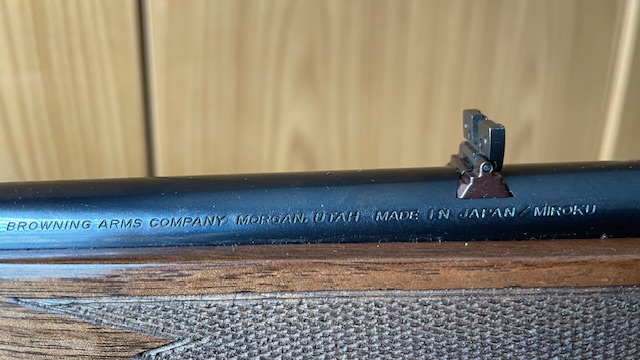 BROWNING ARMS COMPANY MORGAN, UTAH MADE IN JAPAN / MIROKU